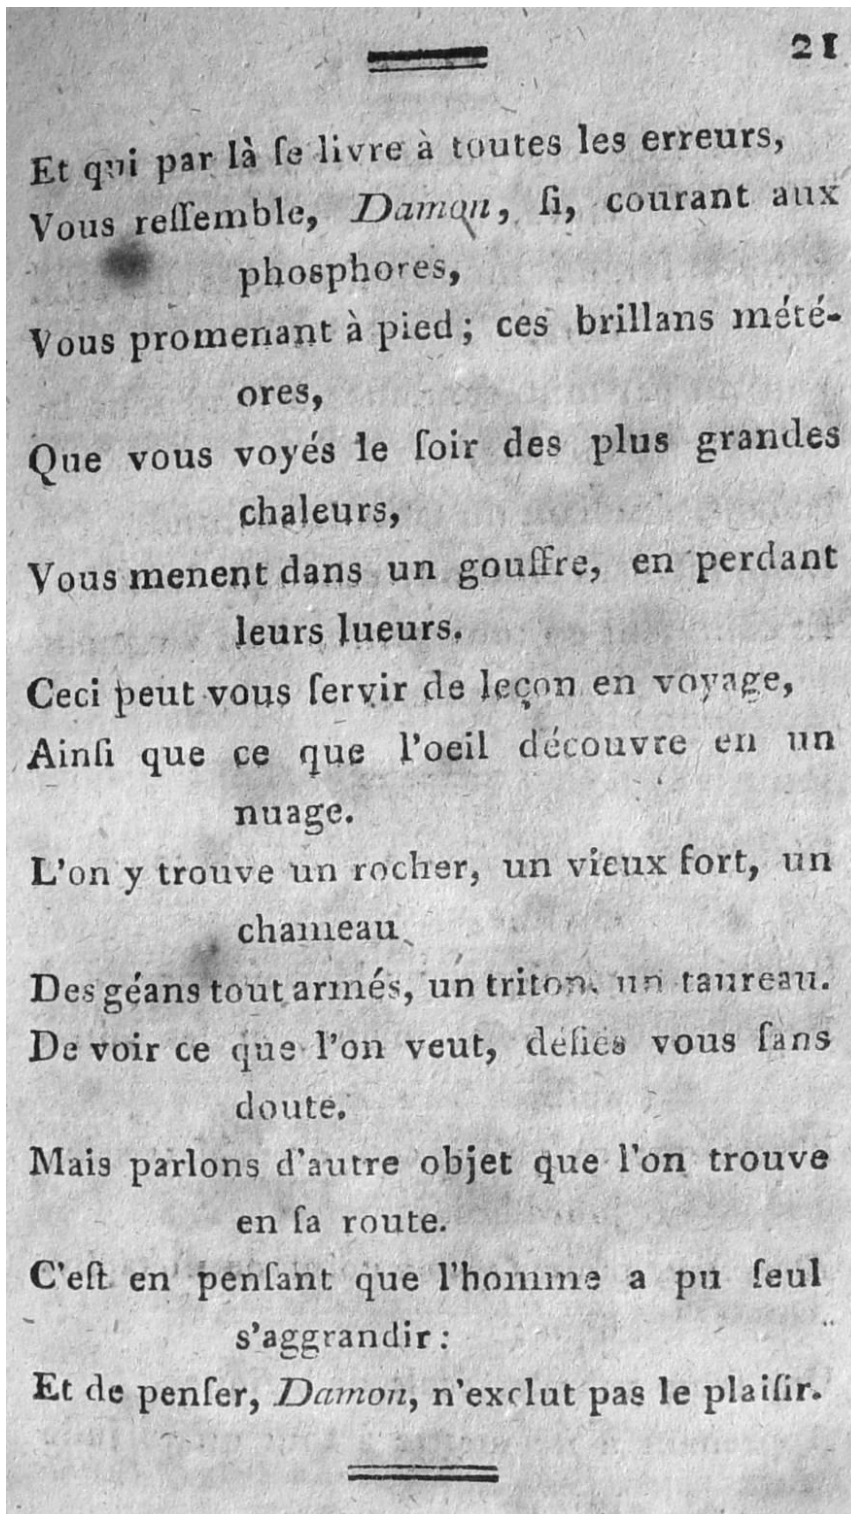 21
Et qui par là ſe livre à toutes les erreurs,
Vous reſſemble, Damon, ſi, courant aux
phosphores,
Vous promenant à pied; ces brillans mété-
ores,
Que vous voyés le ſoir des plus grandes
chaleurs,
Vous menent dans un gouffre, en perdant
leurs lueurs.
Ceci peut vous ſervir de leçon en voyage,
Ainſi que ce que l'oeil découvre en un
nuage.
L'on y trouve un rocher, un vieux fort, un
chameau,
Des géans tout armés, un triton, un taureau.
De voir ce que l'on veut, défiés vous ſans
doute.
Mais parlons d'autre objet que l'on trouve
en ſa route.
C'eſt en penſant que l'homme a pu ſeul
s'aggrandir:
Et de penſer, Damon, n'exclut pas le plaiſir.